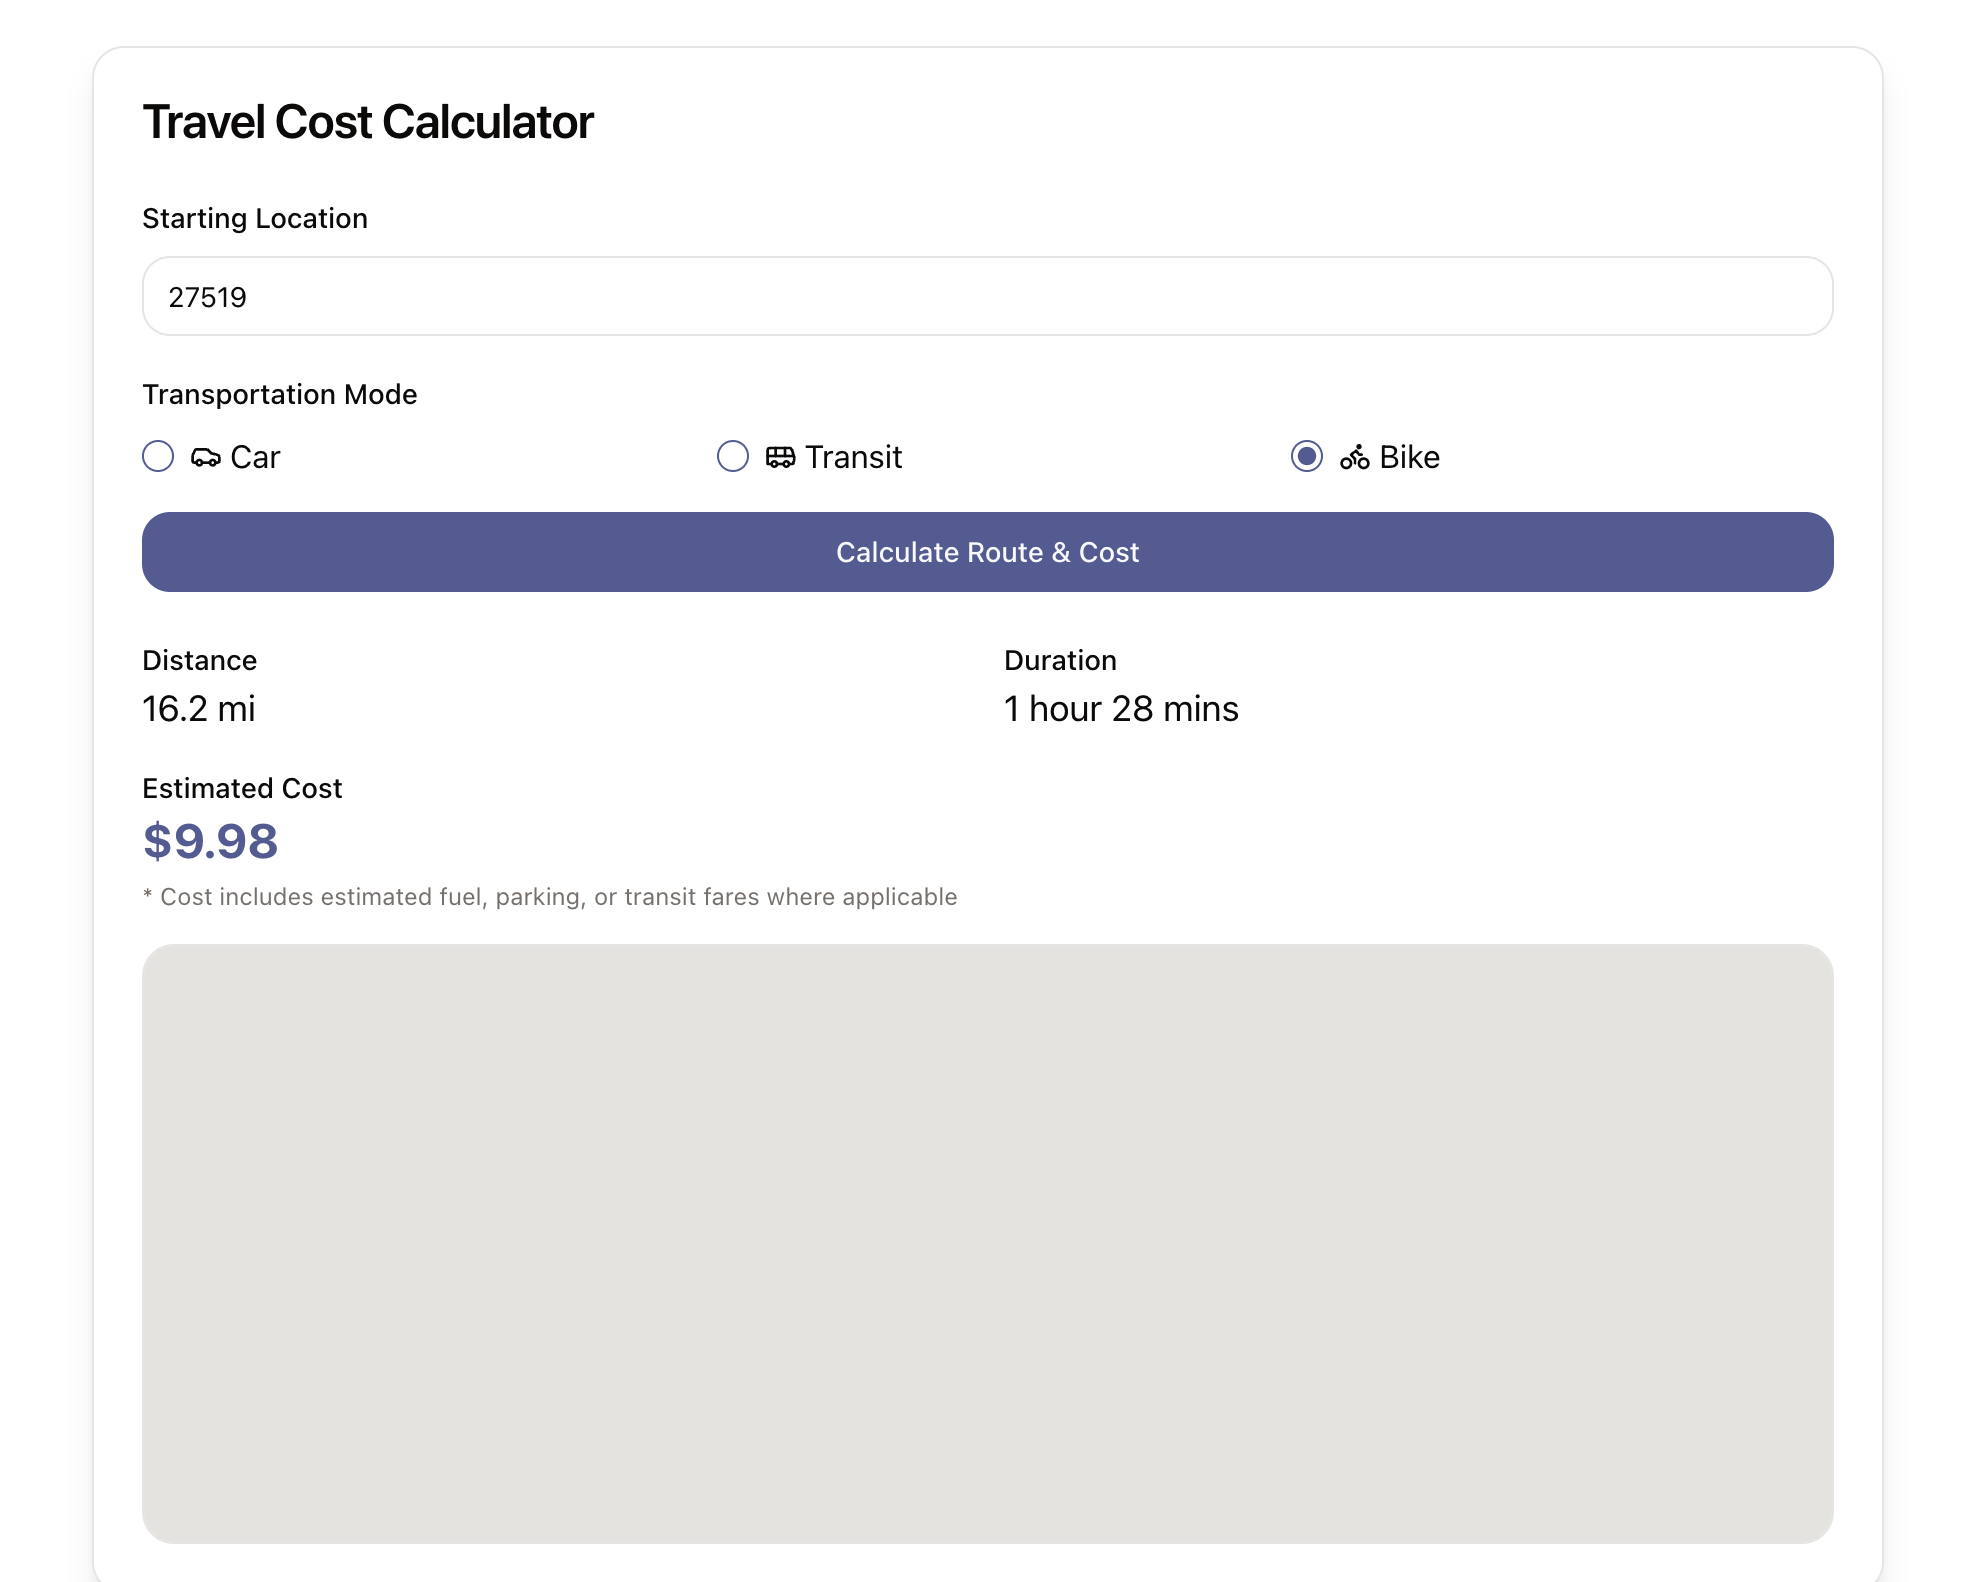 Travel Cost Calculator
Starting Location
27519
Transportation Mode
Car
Transit
Bike
Calculate Route & Cost
Distance
Duration
16.2 mi
1 hour 28 mins
Estimated Cost
$9.98
* Cost includes estimated fuel, parking, or transit fares where applicable